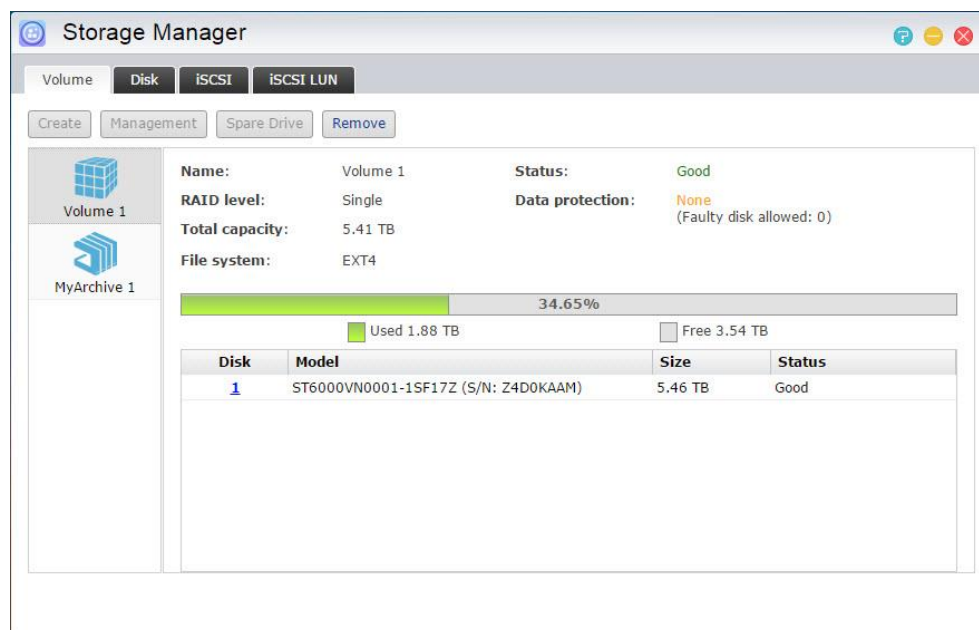 Storage Manager
Volume Disk iSCSI iSCSI LUN
Create Management Spare Drive Remove
Volume 1
MyArchive 1
Name: Volume 1 Status: Good
RAID level: Single Data protection: None
(Faulty disk allowed: 0)
Total capacity: 5.41 TB
File system: EXT4
34.65%
Used 1.88 TB Free 3.54 TB
Disk Model Size Status
1 ST6000VN0001-1SF17Z (S/N: Z4D0KAAM) 5.46 TB Good